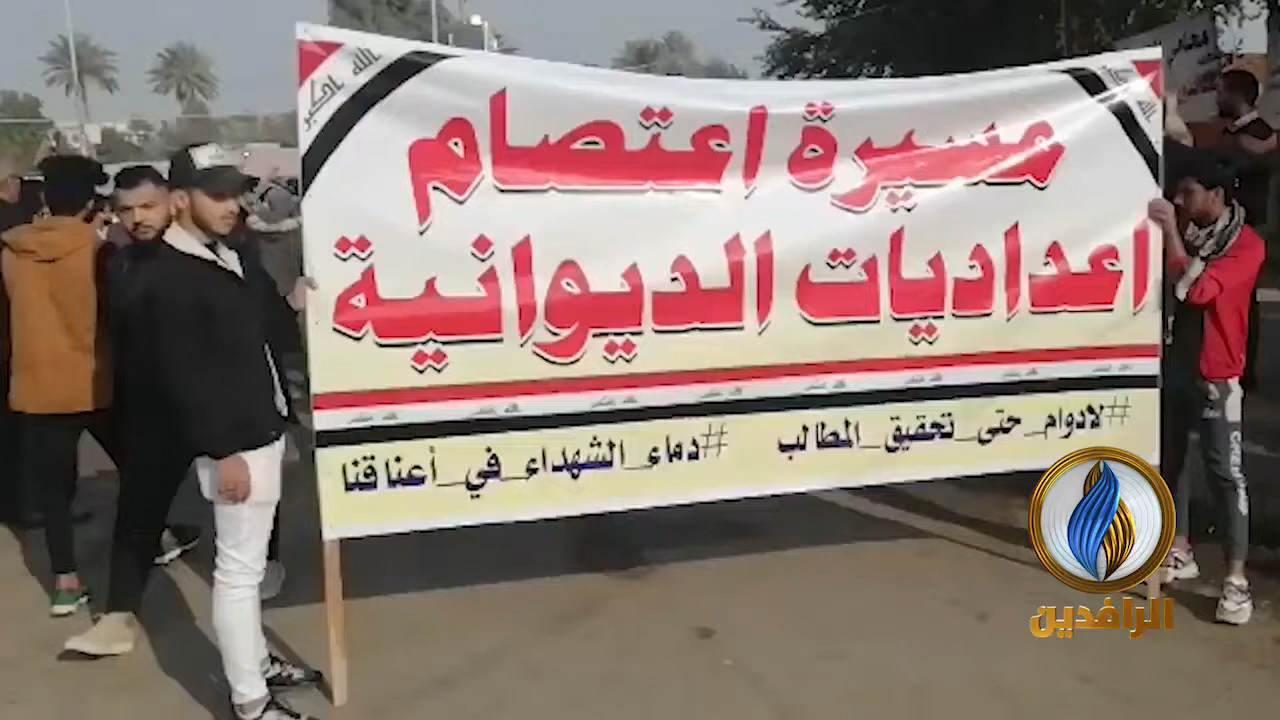 الله اكبر
مسيرة اعتصام
اعداديات الديوانية
#لادوام_حتى_تحقيق_المطالب #دماء_الشهداء_في_أعناقنا
الرافدين